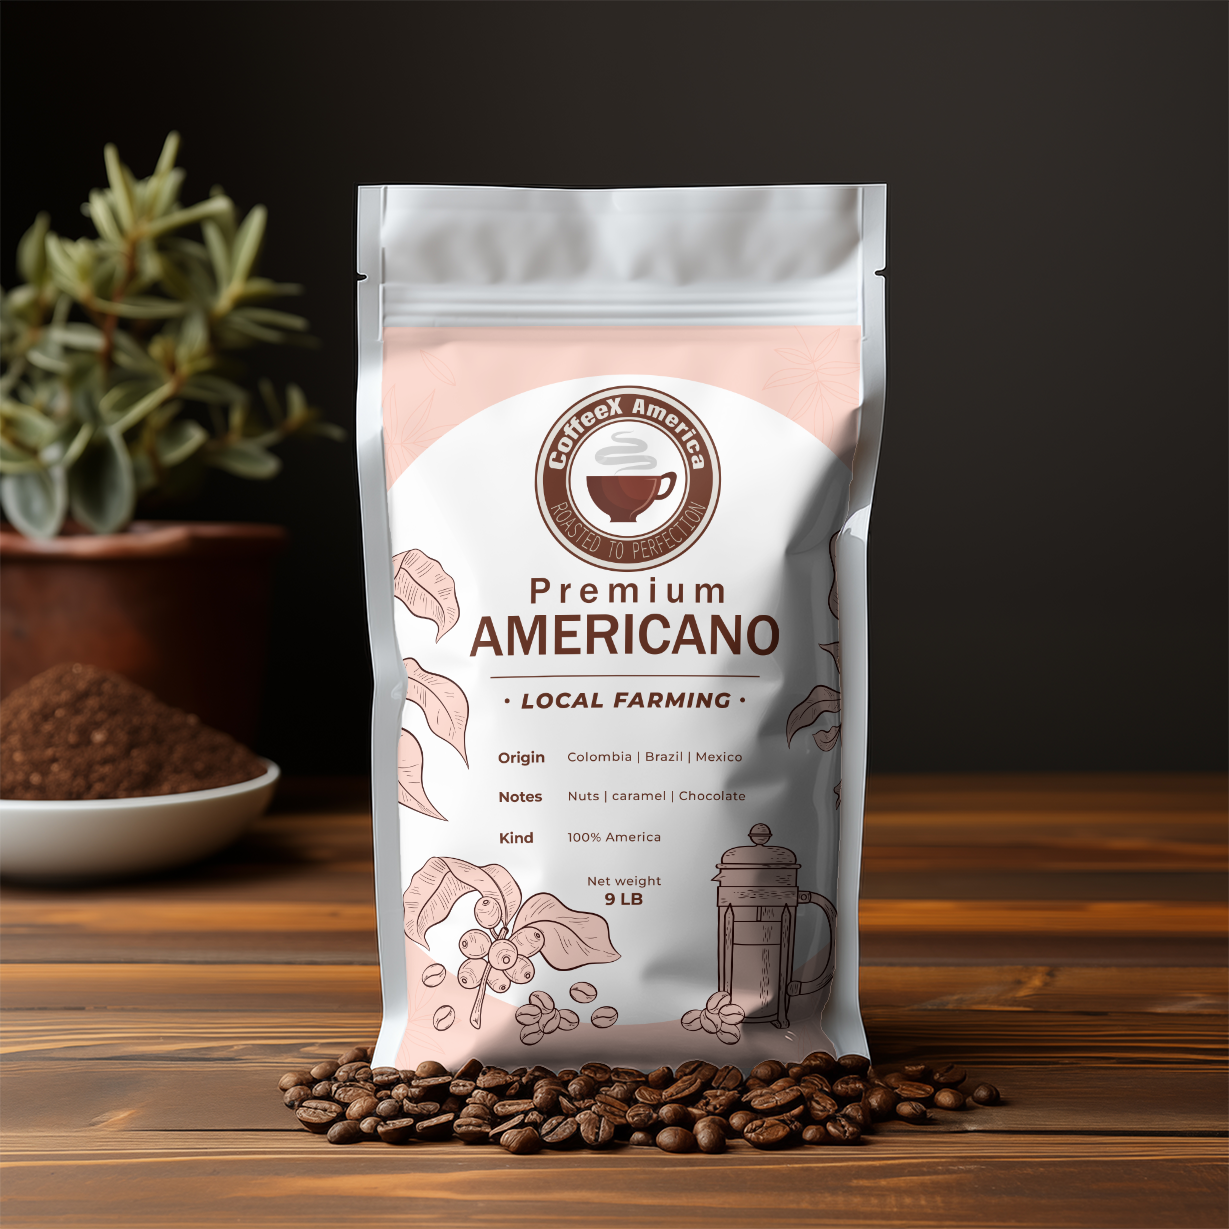 CoffeeX America
ROASTED TO PERFECTION
Premium
AMERICANO
• LOCAL FARMING •
Origin Colombia | Brazil | Mexico
Notes Nuts | caramel | Chocolate
Kind 100% America
Net weight
9 LB